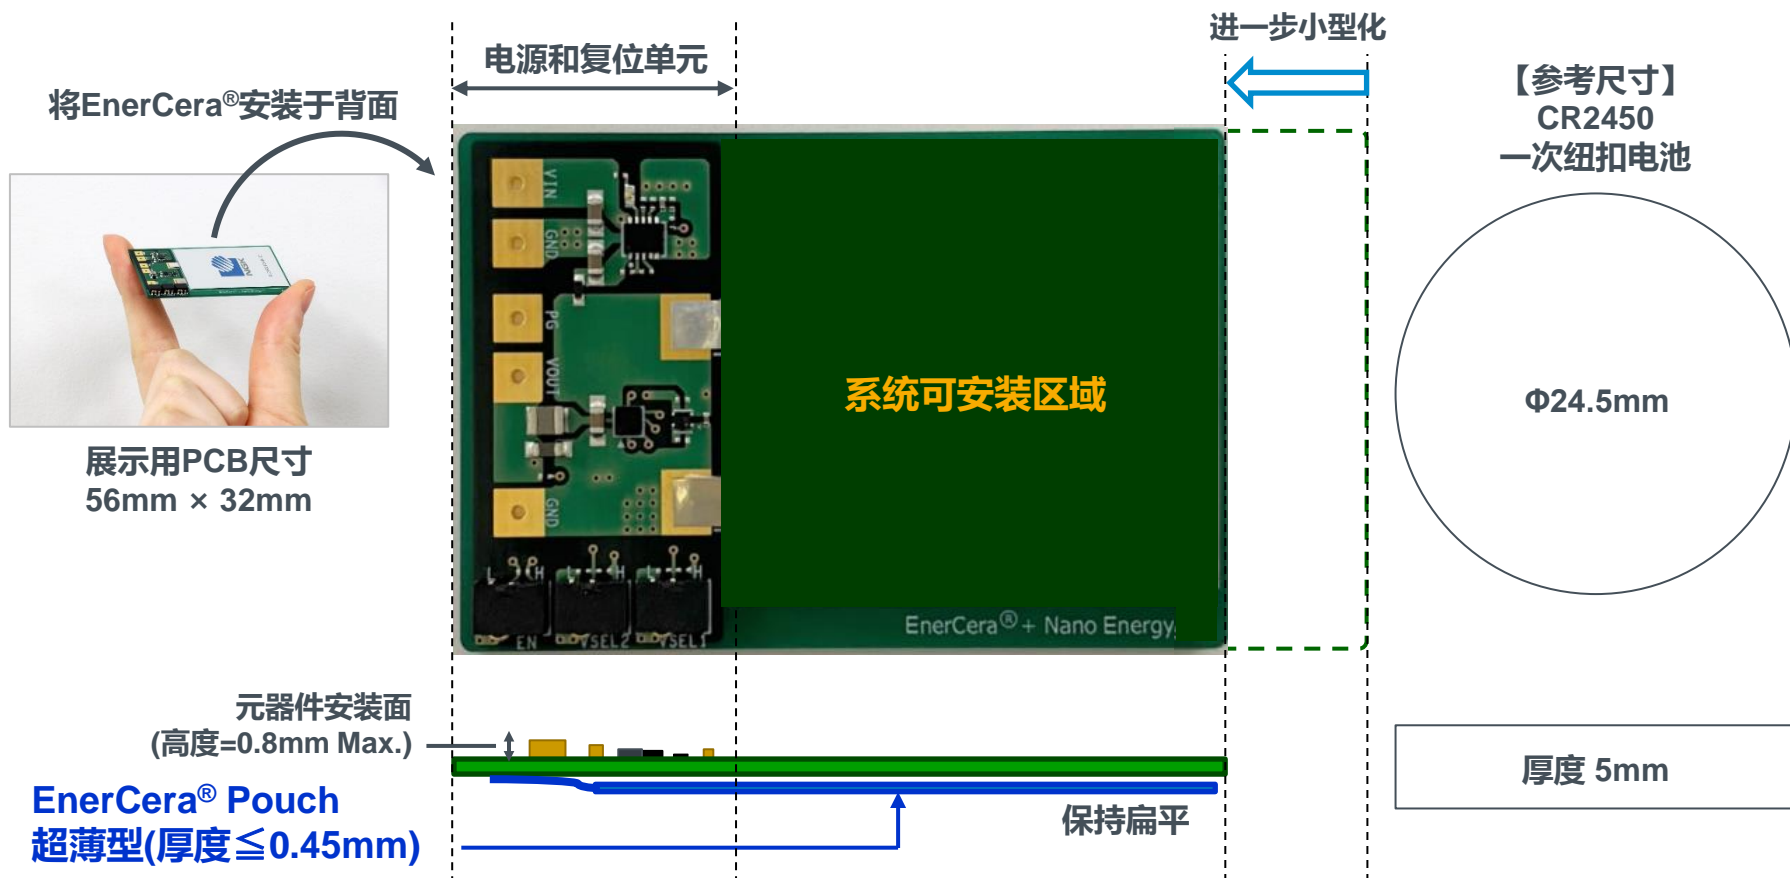 进一步小型化
电源和复位单元
【参考尺寸】
CR2450
一次纽扣电池
将EnerCera®安装于背面
VIN
GND
PG
VOUT
GND
NGK
系统可安装区域
Φ24.5mm
展示用PCB尺寸
56mm × 32mm
L H
L H
L H
EN
VSEL2
VSEL1
EnerCera® + Nano Energy
元器件安装面
(高度=0.8mm Max.)
厚度 5mm
EnerCera® Pouch
超薄型(厚度≦0.45mm)
保持扁平